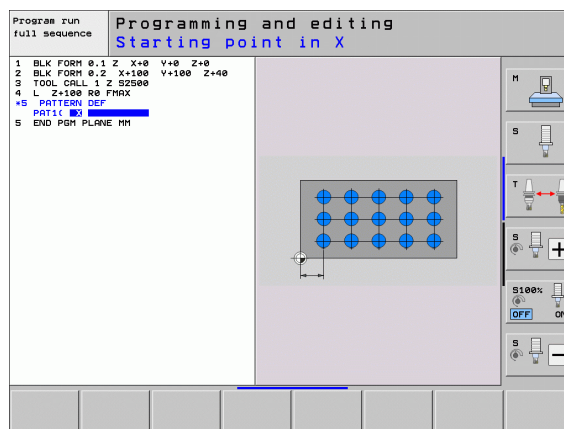 Program run
full sequence
Programming and editing
Starting point in X
1 BLK FORM 0.1 Z X+0 Y+0 Z+0
2 BLK FORM 0.2 X+100 Y+100 Z+40
3 TOOL CALL 1 Z S2500
4 L Z+100 R0 FMAX
*5 PATTERN DEF
PAT1( X
5 END PGM PLANE MM
M
S
T
S
+
S100%
OFF
S
-